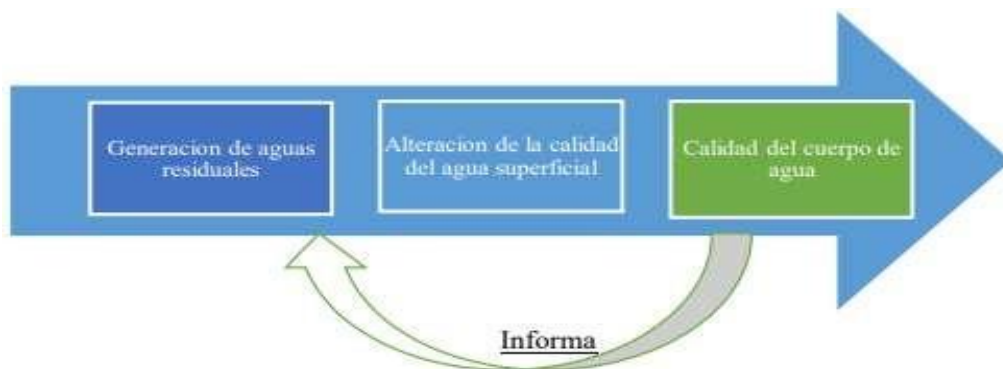 Generacion de aguas
residuales
Alteracion de la calidad
del agua superficial
Calidad del cuerpo de
agua
Informa